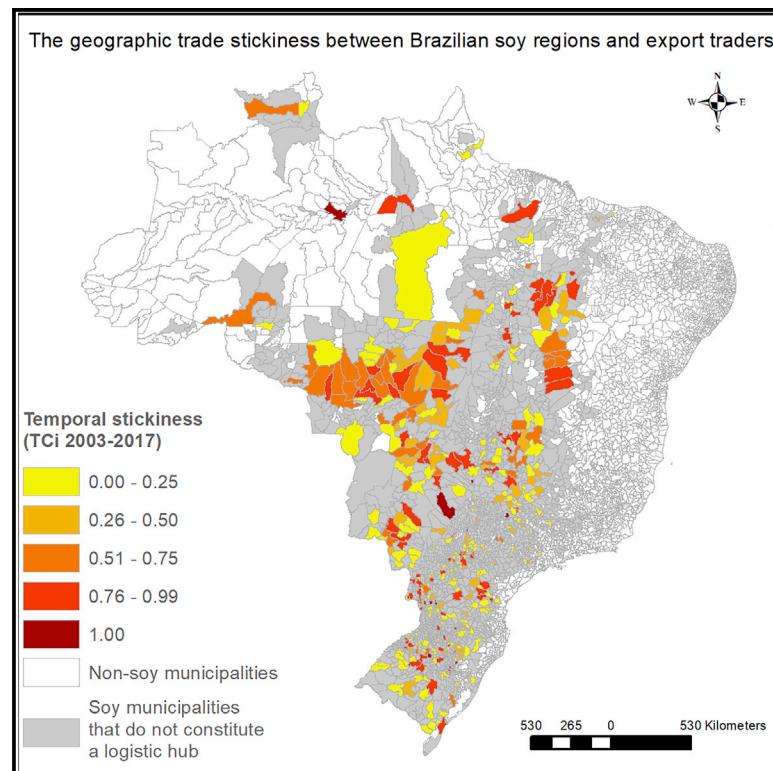 The geographic trade stickiness between Brazilian soy regions and export traders
N
W E
S
Temporal stickiness
(TCi 2003-2017)
0.00 - 0.25
0.26 - 0.50
0.51 - 0.75
0.76 - 0.99
1.00
Non-soy municipalities
Soy municipalities
that do not constitute
a logistic hub
530 265 0 530 Kilometers